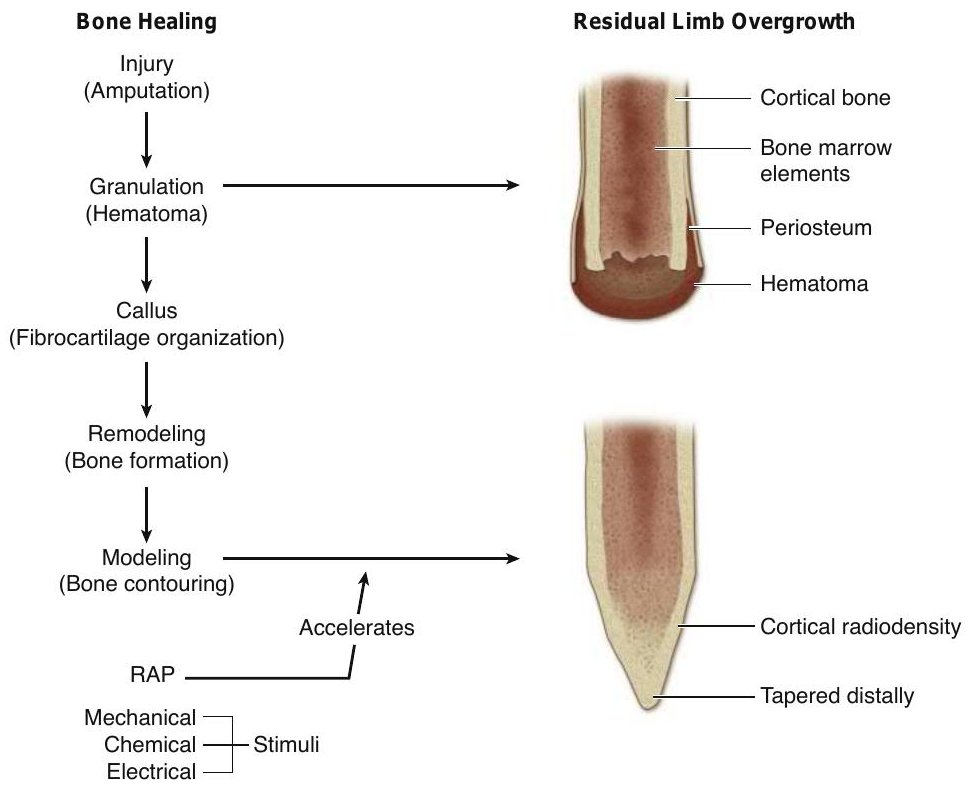 Bone Healing
Injury
(Amputation)
Granulation
(Hematoma)
Callus
(Fibrocartilage organization)
Remodeling
(Bone formation)
Modeling
(Bone contouring)
Accelerates
RAP
Mechanical
Chemical
Electrical
Stimuli
Residual Limb Overgrowth
Cortical bone
Bone marrow
elements
Periosteum
Hematoma
Cortical radiodensity
Tapered distally